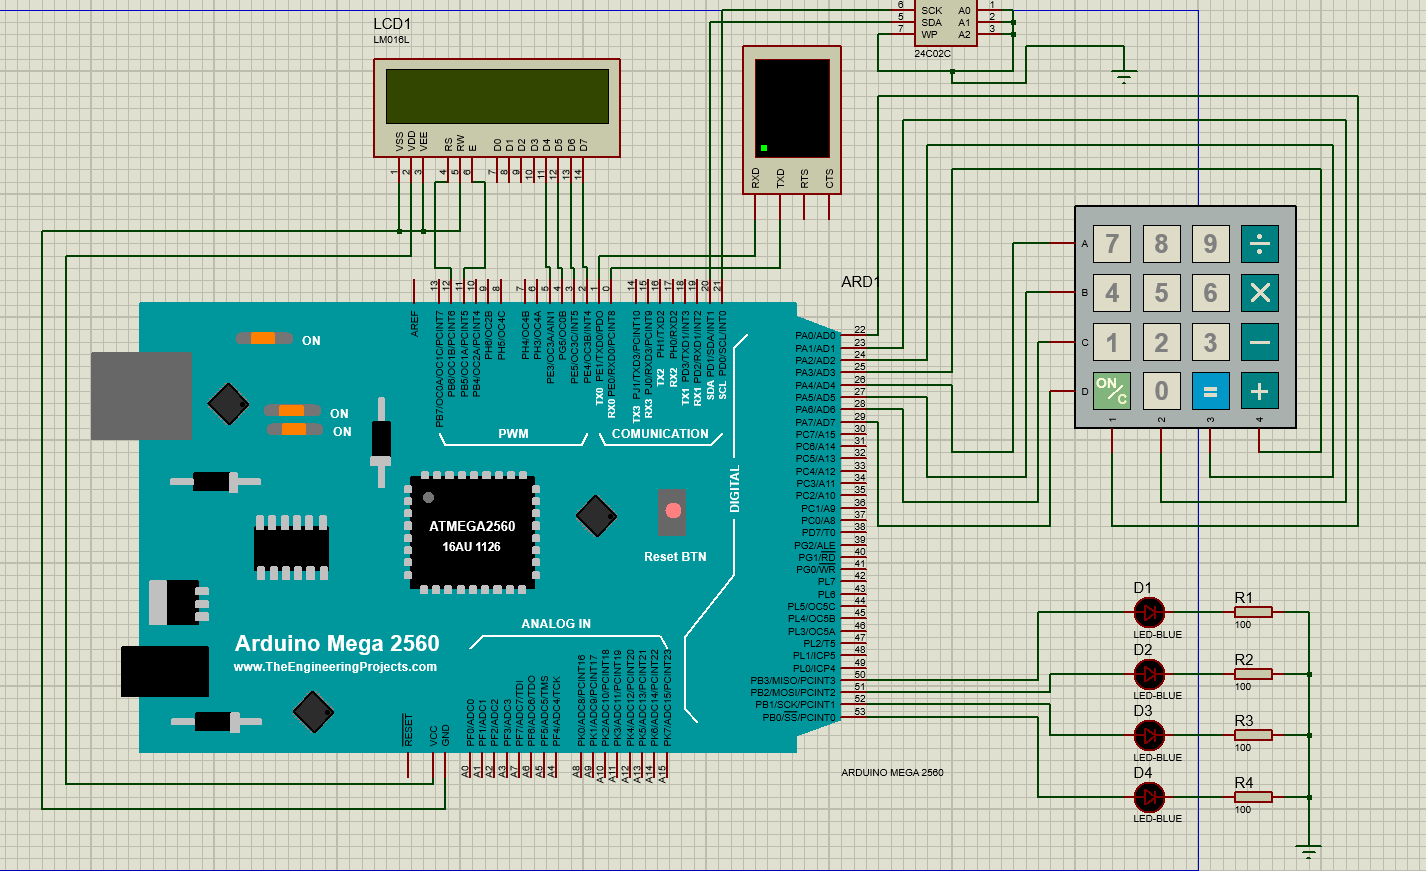 LCD1
LM016L
VSS VDD VEE RS RW E D0 D1 D2 D3 D4 D5 D6 D7
1 2 3 4 5 6 7 8 9 10 11 12 13 14
6 SCK A0 1
5 SDA A1 2
7 WP A2 3
24C02C
RXD TXD RTS CTS
A 7 8 9 ÷
B 4 5 6 ×
C 1 2 3 −
D ON/C 0 = +
1 2 3 4
ARD1
13 12 11 10 9 8 7 6 5 4 3 2 1 0 14 15 16 17 18 19 20 21
AREF
PB7/OC0A/OC1C/PCINT7
PB6/OC1B/PCINT6
PB5/OC1A/PCINT5
PB4/OC2A/PCINT4
PH6/OC2B
PH5/OC4C
PH4/OC4B
PH3/OC4A
PE3/OC3A/AIN1
PG5/OC0B
PE5/OC3C/INT5
PE4/OC3B/INT4
TX0 PE1/TXD0/PDO
RX0 PE0/RXD0/PCINT8
TX3 PJ1/TXD3/PCINT10
RX3 PJ0/RXD3/PCINT9
TX2 PH1/TXD2
RX2 PH0/RXD2
TX1 PD3/TXD1/INT3
RX1 PD2/RXD1/INT2
SDA PD1/SDA/INT1
SCL PD0/SCL/INT0
ON
ON
ON
PWM
COMUNICATION
DIGITAL
ATMEGA2560
16AU 1126
Reset BTN
ANALOG IN
Arduino Mega 2560
www.TheEngineeringProjects.com
PA0/AD0 22
PA1/AD1 23
PA2/AD2 24
PA3/AD3 25
PA4/AD4 26
PA5/AD5 27
PA6/AD6 28
PA7/AD7 29
PC7/A15 30
PC6/A14 31
PC5/A13 32
PC4/A12 33
PC3/A11 34
PC2/A10 35
PC1/A9 36
PC0/A8 37
PD7/T0 38
PG2/ALE 39
PG1/RD 40
PG0/WR 41
PL7 42
PL6 43
PL5/OC5C 44
PL4/OC5B 45
PL3/OC5A 46
PL2/T5 47
PL1/ICP5 48
PL0/ICP4 49
PB3/MISO/PCINT3 50
PB2/MOSI/PCINT2 51
PB1/SCK/PCINT1 52
PB0/SS/PCINT0 53
RESET
VCC
GND
PF0/ADC0
PF1/ADC1
PF2/ADC2
PF3/ADC3
PF7/ADC7/TDI
PF6/ADC6/TDO
PF5/ADC5/TMS
PF4/ADC4/TCK
PK0/ADC8/PCINT16
PK1/ADC9/PCINT17
PK2/ADC10/PCINT18
PK3/ADC11/PCINT19
PK4/ADC12/PCINT20
PK5/ADC13/PCINT21
PK6/ADC14/PCINT22
PK7/ADC15/PCINT23
A0 A1 A2 A3 A7 A6 A5 A4 A8 A9 A10 A11 A12 A13 A14 A15
ARDUINO MEGA 2560
D1
LED-BLUE
R1
100
D2
LED-BLUE
R2
100
D3
LED-BLUE
R3
100
D4
LED-BLUE
R4
100